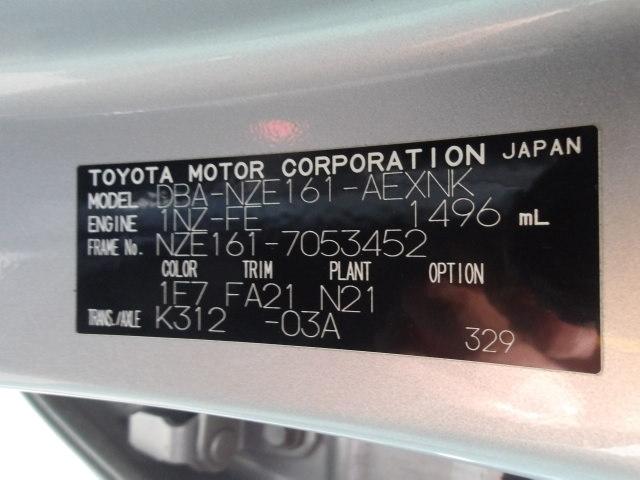 TOYOTA MOTOR CORPORATION JAPAN
MODEL DBA-NZE161-AEXNK
ENGINE 1NZ-FE 1496 mL
FRAME No. NZE161-7053452
COLOR TRIM PLANT OPTION
1F7 FA21 N21
TRANS./AXLE K312 -03A
329